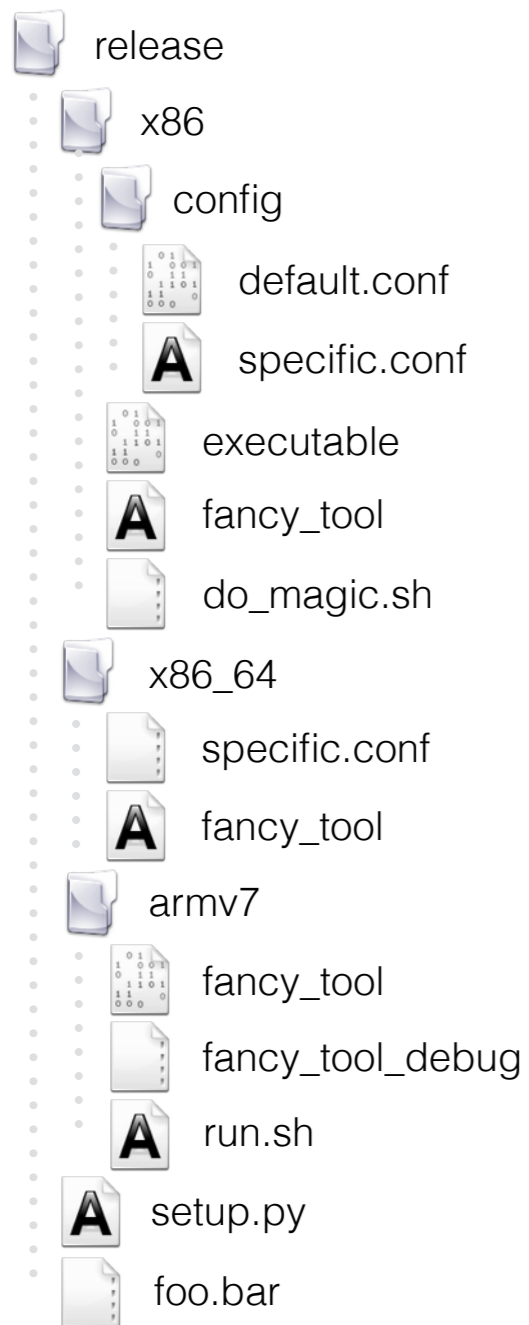 release
x86
config
default.conf
specific.conf
executable
fancy_tool
do_magic.sh
x86_64
specific.conf
fancy_tool
armv7
fancy_tool
fancy_tool_debug
run.sh
setup.py
foo.bar